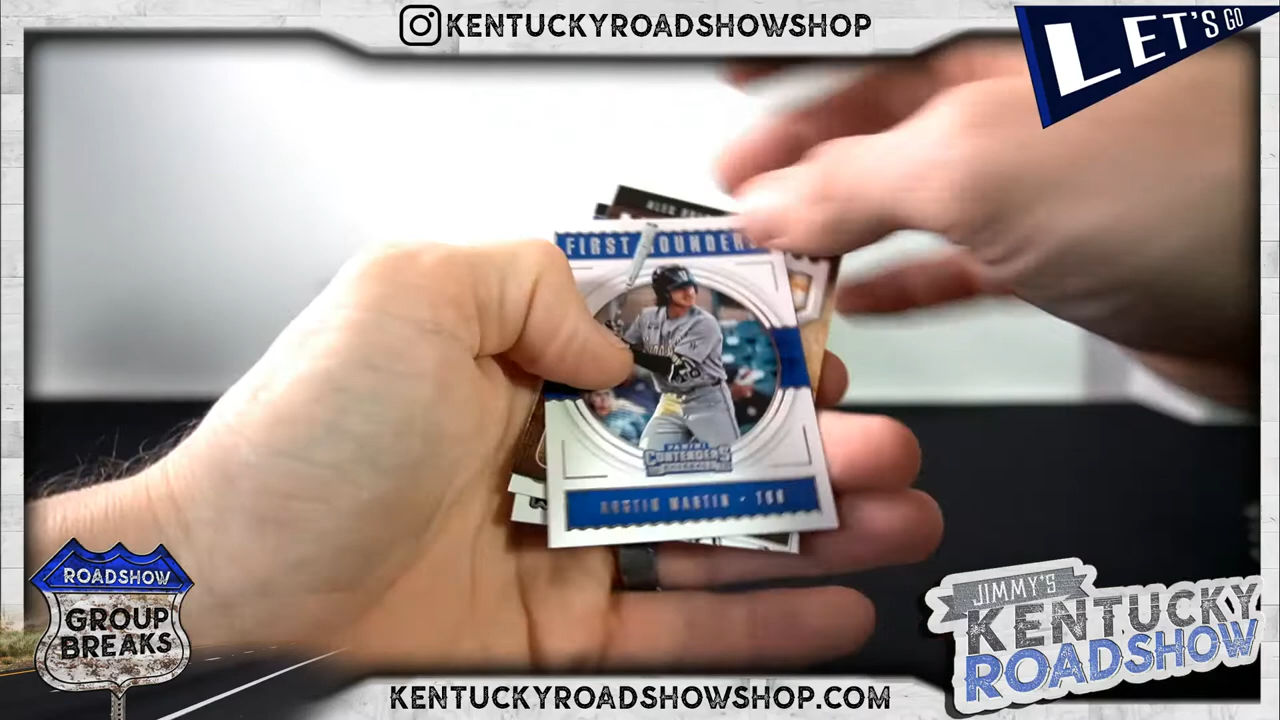 KENTUCKYROADSHOWSHOP
LET'S GO
FIRST ROUNDERS
PANINI
CONTENDERS
AUSTIN MARTIN - TOR
ROADSHOW
GROUP
BREAKS
JIMMY'S
KENTUCKY
ROADSHOW
KENTUCKYROADSHOWSHOP.COM